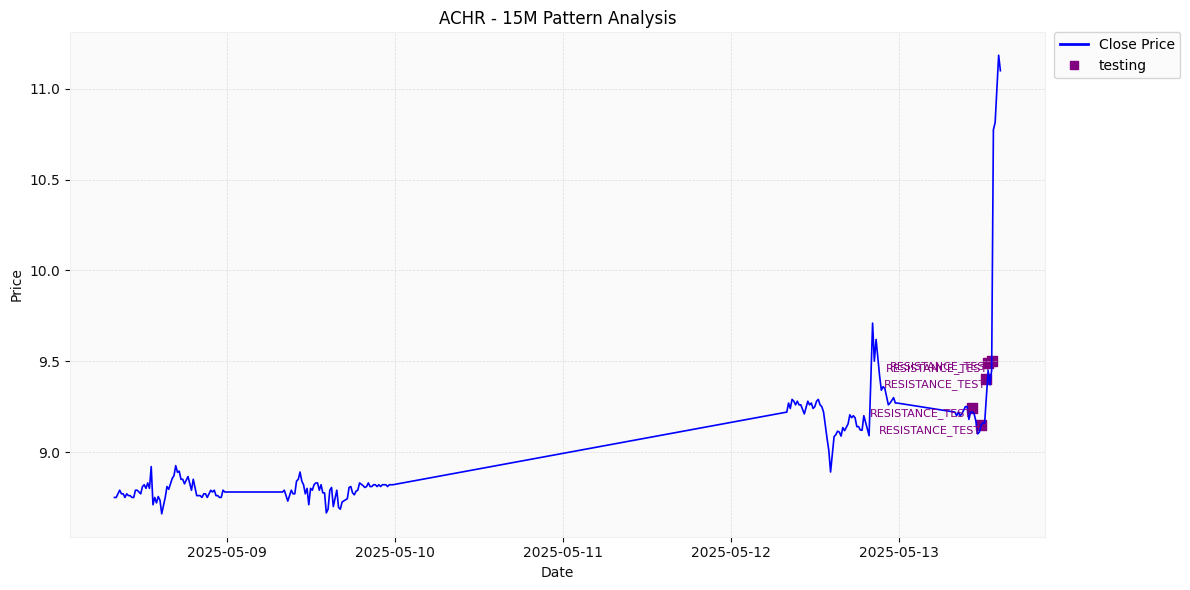 ACHR - 15M Pattern Analysis
Close Price
testing
11.0
10.5
10.0
9.5
9.0
Price
RESISTANCE_TEST
RESISTANCE_TEST
RESISTANCE_TEST
RESISTANCE_TEST
RESISTANCE_TEST
2025-05-09
2025-05-10
2025-05-11
2025-05-12
2025-05-13
Date